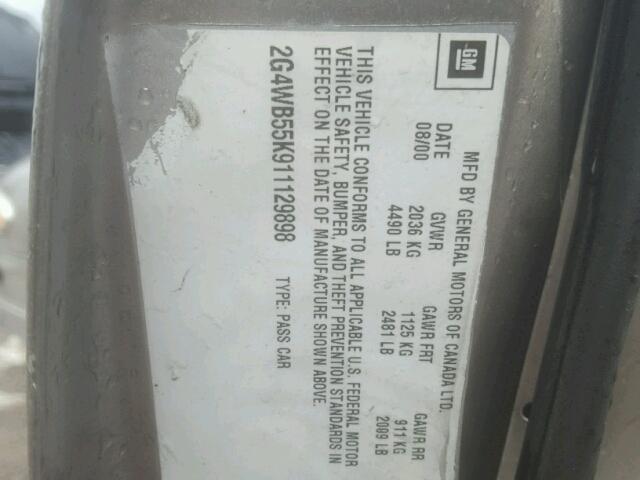 GM
MFD BY GENERAL MOTORS OF CANADA LTD.
DATE GVWR GAWR FRT GAWR RR
08/00 2036 KG 1125 KG 911 KG
4490 LB 2481 LB 2009 LB
THIS VEHICLE CONFORMS TO ALL APPLICABLE U.S. FEDERAL MOTOR
VEHICLE SAFETY, BUMPER, AND THEFT PREVENTION STANDARDS IN
EFFECT ON THE DATE OF MANUFACTURE SHOWN ABOVE.
2G4WB55K911129898 TYPE: PASS CAR